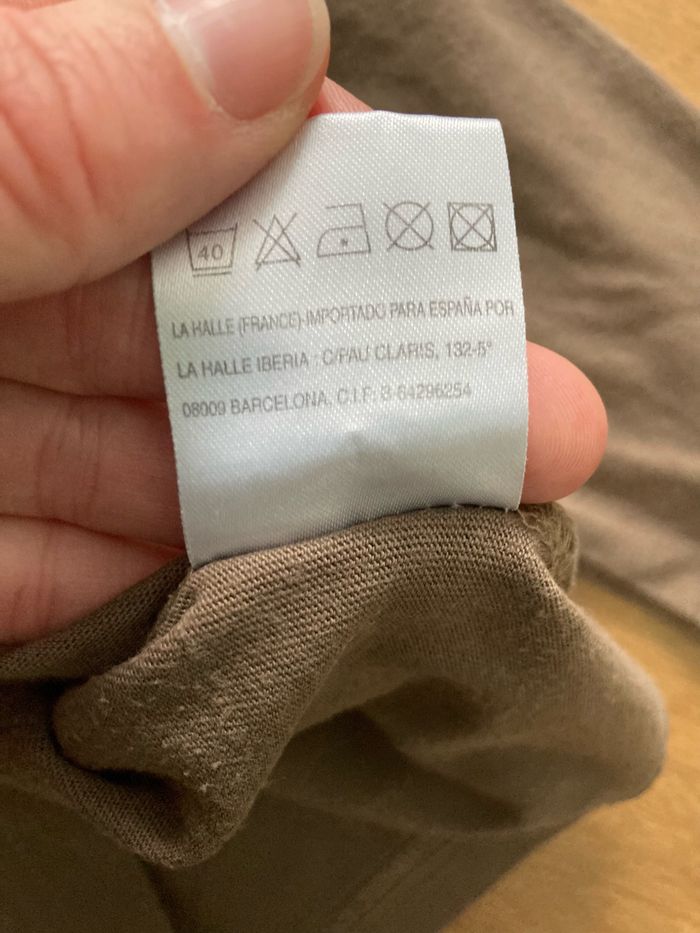 40
LA HALLE (FRANCE) IMPORTADO PARA ESPAÑA POR
LA HALLE IBERIA : C/PAU CLARIS, 132-5°
08009 BARCELONA. C.I.F: B-64296254